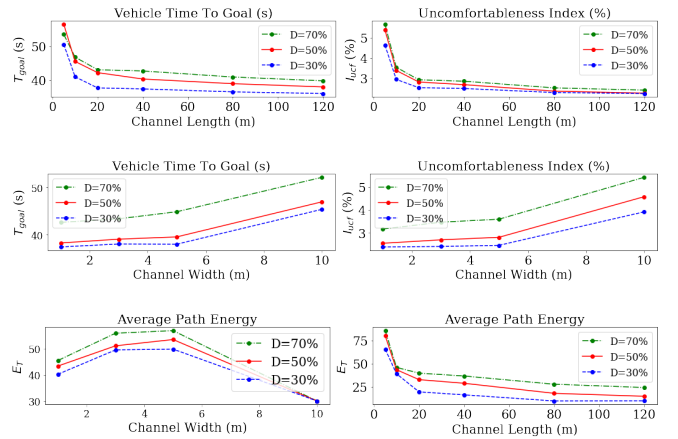 Vehicle Time To Goal (s)
T_goal (s)
50
40
D=70%
D=50%
D=30%
0 20 40 60 80 100 120
Channel Length (m)
Uncomfortableness Index (%)
I_ucf (%)
5
4
3
D=70%
D=50%
D=30%
0 20 40 60 80 100 120
Channel Length (m)
Vehicle Time To Goal (s)
T_goal (s)
50
40
D=70%
D=50%
D=30%
2 4 6 8 10
Channel Width (m)
Uncomfortableness Index (%)
I_ucf (%)
5
4
3
D=70%
D=50%
D=30%
2 4 6 8 10
Channel Width (m)
Average Path Energy
E_T
50
40
30
D=70%
D=50%
D=30%
2 4 6 8 10
Channel Width (m)
Average Path Energy
E_T
75
50
25
D=70%
D=50%
D=30%
0 20 40 60 80 100 120
Channel Length (m)